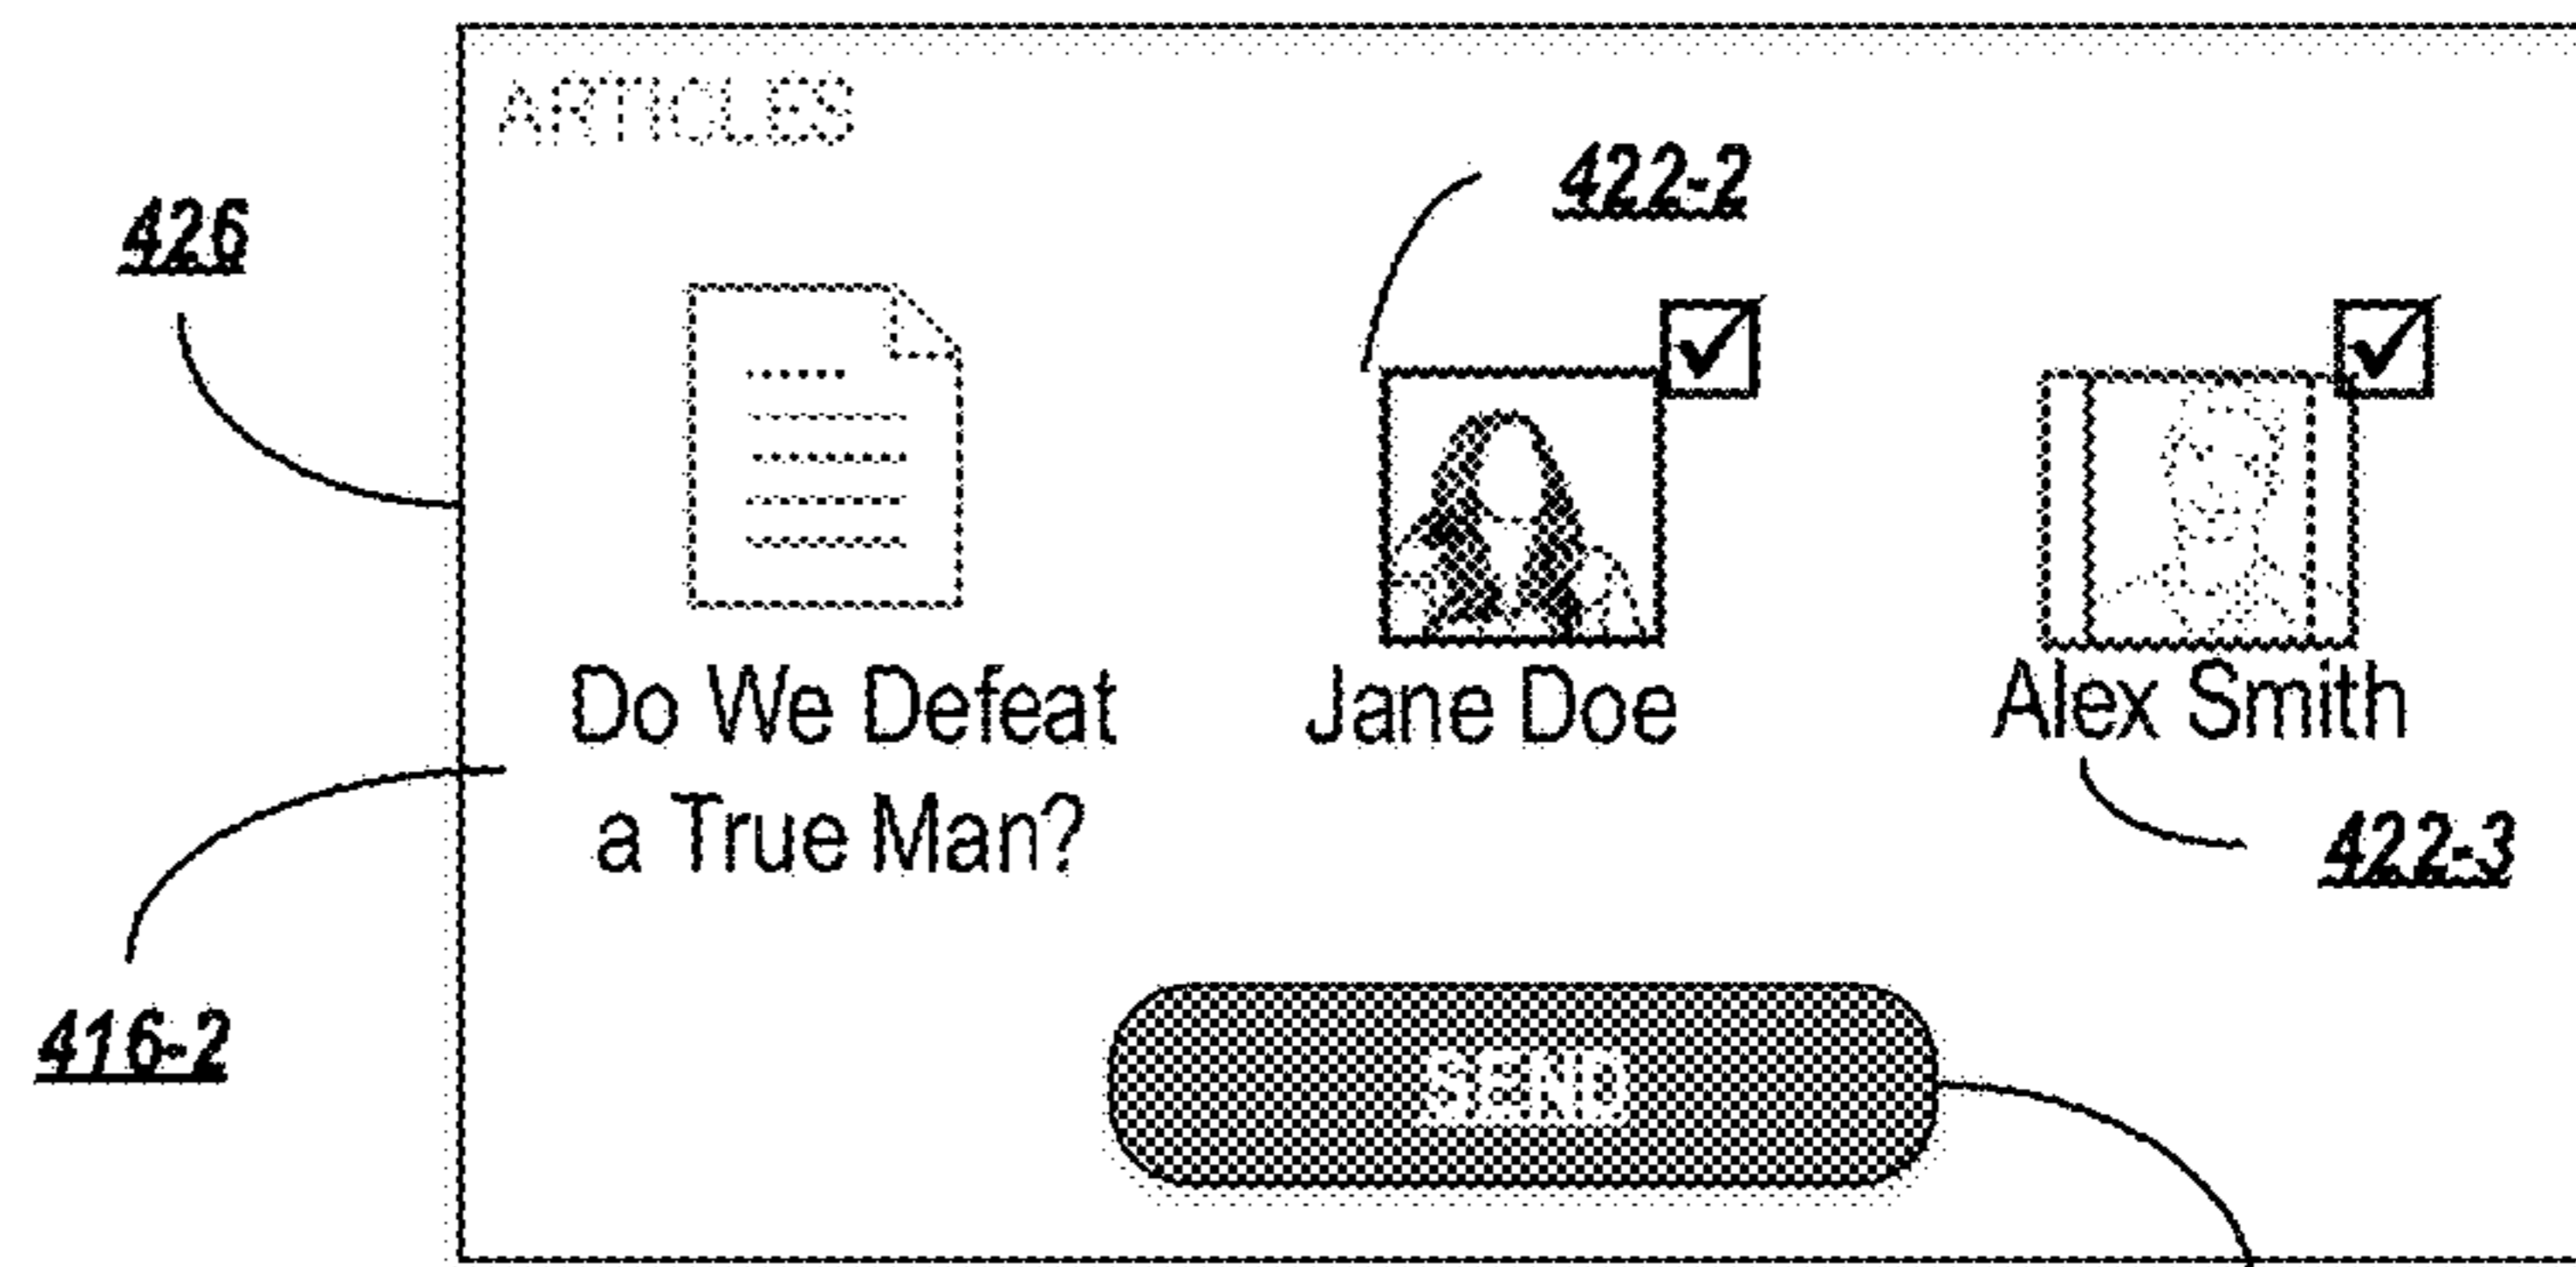 ARTICLES
426
422-2
Do We Defeat
a True Man?
Jane Doe
Alex Smith
422-3
416-2
SEND